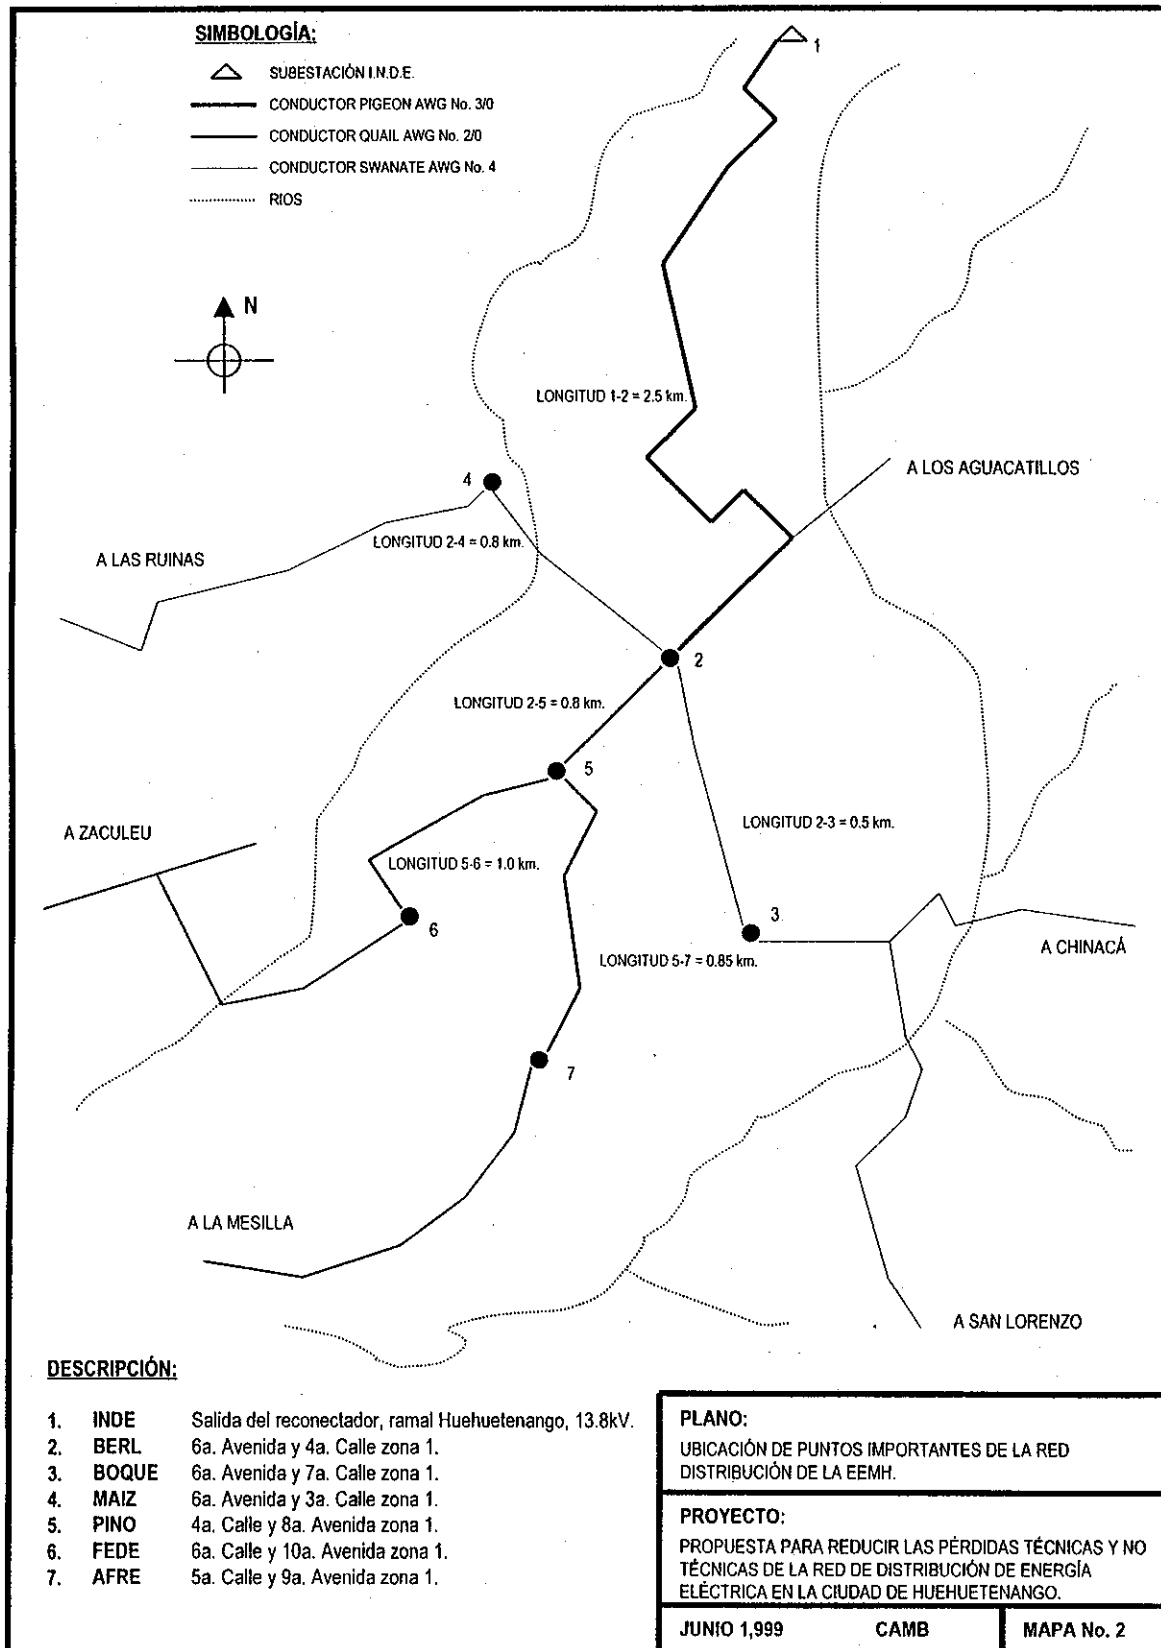 SIMBOLOGÍA:
SUBESTACIÓN I.N.D.E.
CONDUCTOR PIGEON AWG No. 3/0
CONDUCTOR QUAIL AWG No. 2/0
CONDUCTOR SWANATE AWG No. 4
RIOS
1
N
LONGITUD 1-2 = 2.5 km.
A LOS AGUACATILLOS
4
LONGITUD 2-4 = 0.8 km.
A LAS RUINAS
2
LONGITUD 2-5 = 0.8 km.
5
A ZACULEU
LONGITUD 2-3 = 0.5 km.
LONGITUD 5-6 = 1.0 km.
6
3
A CHINACÁ
LONGITUD 5-7 = 0.85 km.
7
A LA MESILLA
A SAN LORENZO
DESCRIPCIÓN:
1. INDE Salida del reconectador, ramal Huehuetenango, 13.8kV.
2. BERL 6a. Avenida y 4a. Calle zona 1.
3. BOQUE 6a. Avenida y 7a. Calle zona 1.
4. MAIZ 6a. Avenida y 3a. Calle zona 1.
5. PINO 4a. Calle y 8a. Avenida zona 1.
6. FEDE 6a. Calle y 10a. Avenida zona 1.
7. AFRE 5a. Calle y 9a. Avenida zona 1.
PLANO:
UBICACIÓN DE PUNTOS IMPORTANTES DE LA RED
DISTRIBUCIÓN DE LA EEMH.
PROYECTO:
PROPUESTA PARA REDUCIR LAS PÉRDIDAS TÉCNICAS Y NO
TÉCNICAS DE LA RED DE DISTRIBUCIÓN DE ENERGÍA
ELÉCTRICA EN LA CIUDAD DE HUEHUETENANGO.
JUNIO 1,999 CAMB MAPA No. 2